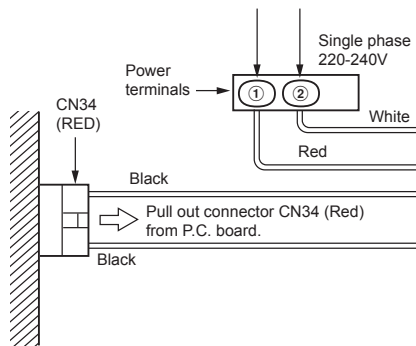 Single phase
220-240V
Power
terminals
① ②
CN34
(RED)
White
Red
Black
Pull out connector CN34 (Red)
from P.C. board.
Black